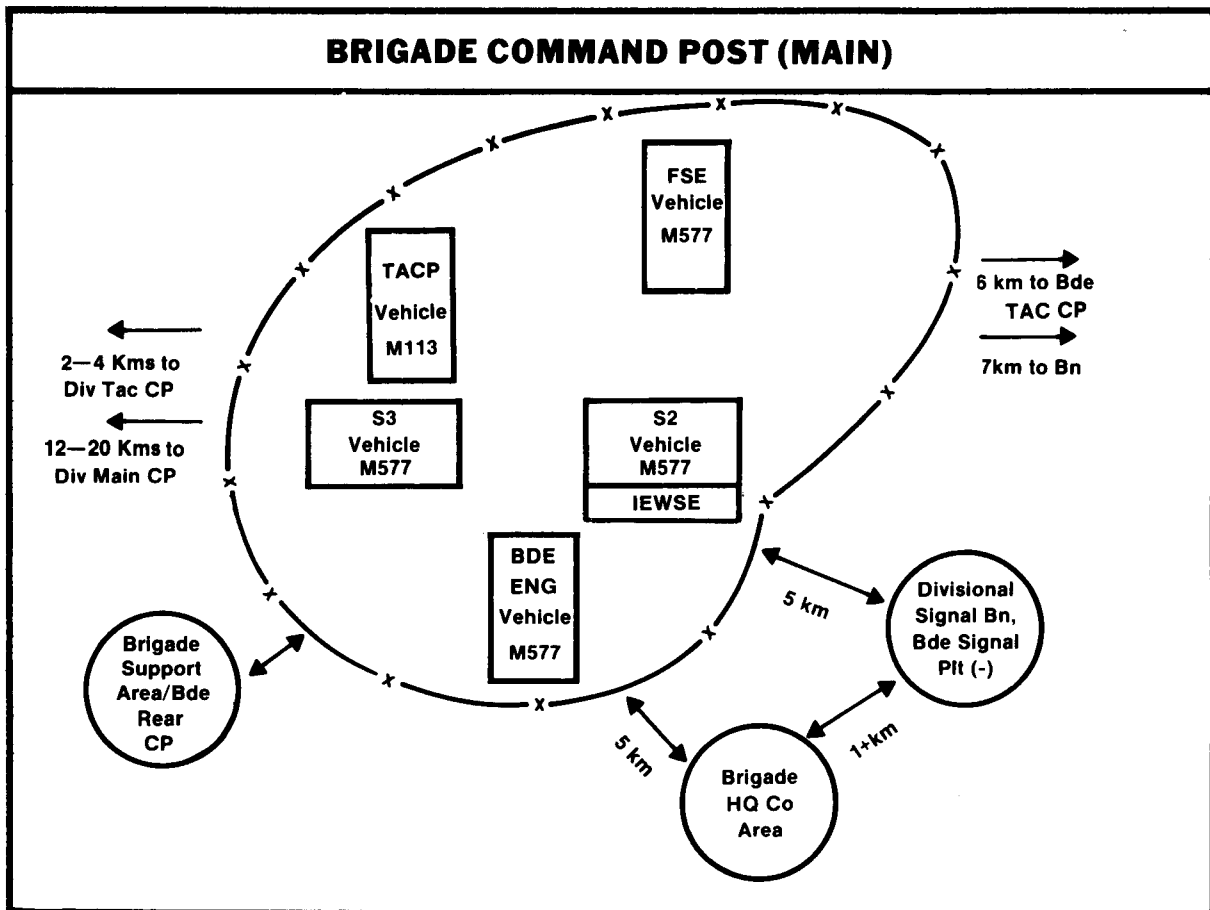 BRIGADE COMMAND POST (MAIN)
FSE
Vehicle
M577
TACP
Vehicle
M113
6 km to Bde
TAC CP
7km to Bn
2—4 Kms to
Div Tac CP
12—20 Kms to
Div Main CP
S3
Vehicle
M577
S2
Vehicle
M577
IEWSE
BDE
ENG
Vehicle
M577
5 km
Divisional
Signal Bn,
Bde Signal
Plt (-)
Brigade
Support
Area/Bde
Rear
CP
5 km
1+km
Brigade
HQ Co
Area